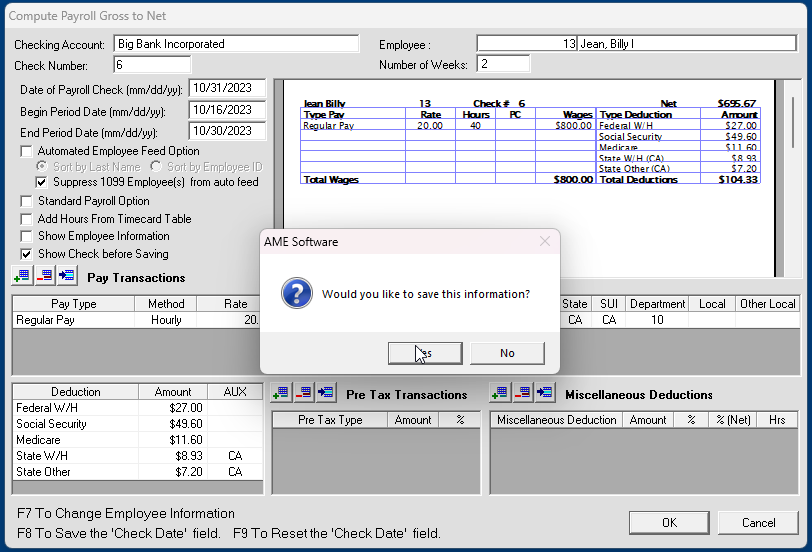 Compute Payroll Gross to Net
Checking Account: Big Bank Incorporated Employee : 13 Jean, Billy I
Check Number: 6 Number of Weeks: 2
Date of Payroll Check (mm/dd/yy): 10/31/2023
Begin Period Date (mm/dd/yy): 10/16/2023
End Period Date (mm/dd/yy): 10/30/2023
Automated Employee Feed Option
Sort by Last Name Sort by Employee ID
Suppress 1099 Employee(s) from auto feed
Standard Payroll Option
Add Hours From Timecard Table
Show Employee Information
Show Check before Saving
Jean Billy 13 Check # 6 Net $695.67
Type Pay Rate Hours PC Wages Type Deduction Amount
Regular Pay 20.00 40 $800.00 Federal W/H $27.00
Social Security $49.60
Medicare $11.60
State W/H (CA) $8.93
State Other (CA) $7.20
Total Wages $800.00 Total Deductions $104.33
AME Software
Would you like to save this information?
No
Pay Transactions
Pay Type Method Rate State SUI Department Local Other Local
Regular Pay Hourly 20. CA CA 10
Deduction Amount AUX
Federal W/H $27.00
Social Security $49.60
Medicare $11.60
State W/H $8.93 CA
State Other $7.20 CA
Pre Tax Transactions
Pre Tax Type Amount %
Miscellaneous Deductions
Miscellaneous Deduction Amount % % (Net) Hrs
F7 To Change Employee Information
F8 To Save the 'Check Date' field. F9 To Reset the 'Check Date' field.
OK Cancel